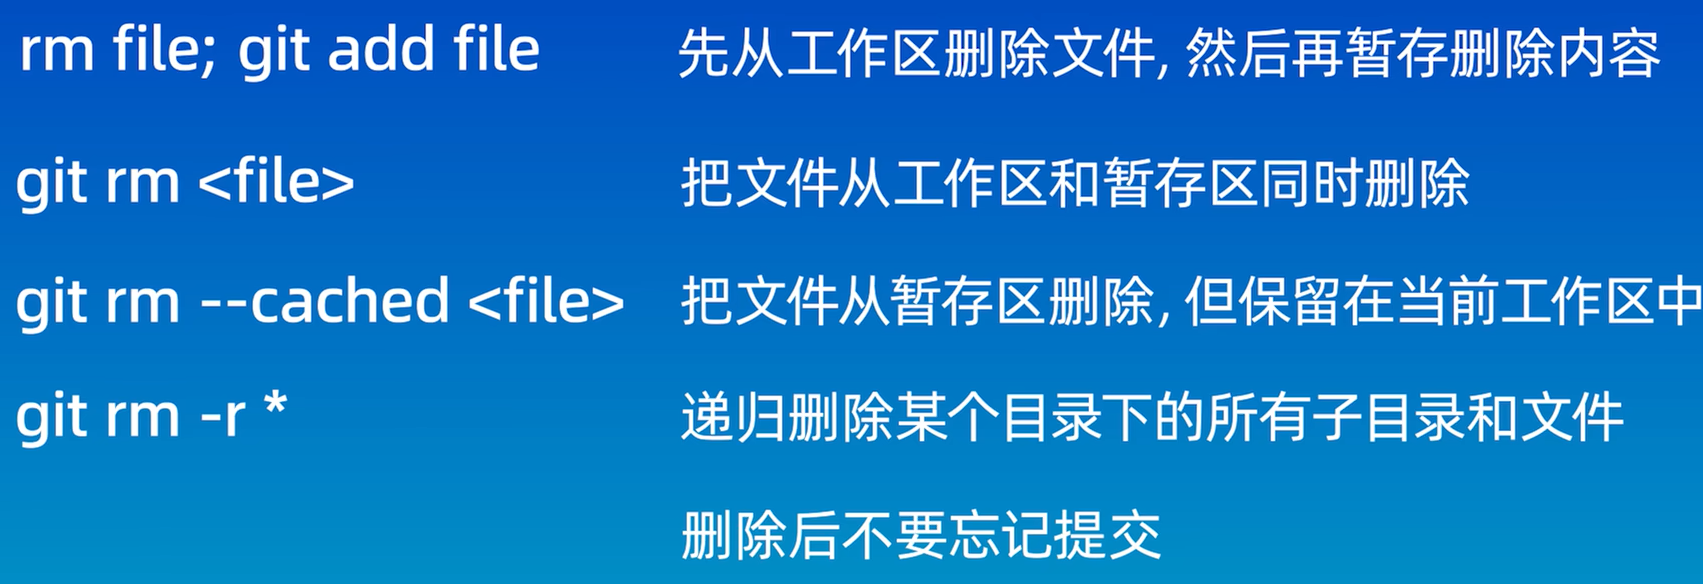 rm file; git add file 先从工作区删除文件, 然后再暂存删除内容
git rm <file> 把文件从工作区和暂存区同时删除
git rm --cached <file> 把文件从暂存区删除, 但保留在当前工作区中
git rm -r * 递归删除某个目录下的所有子目录和文件
删除后不要忘记提交